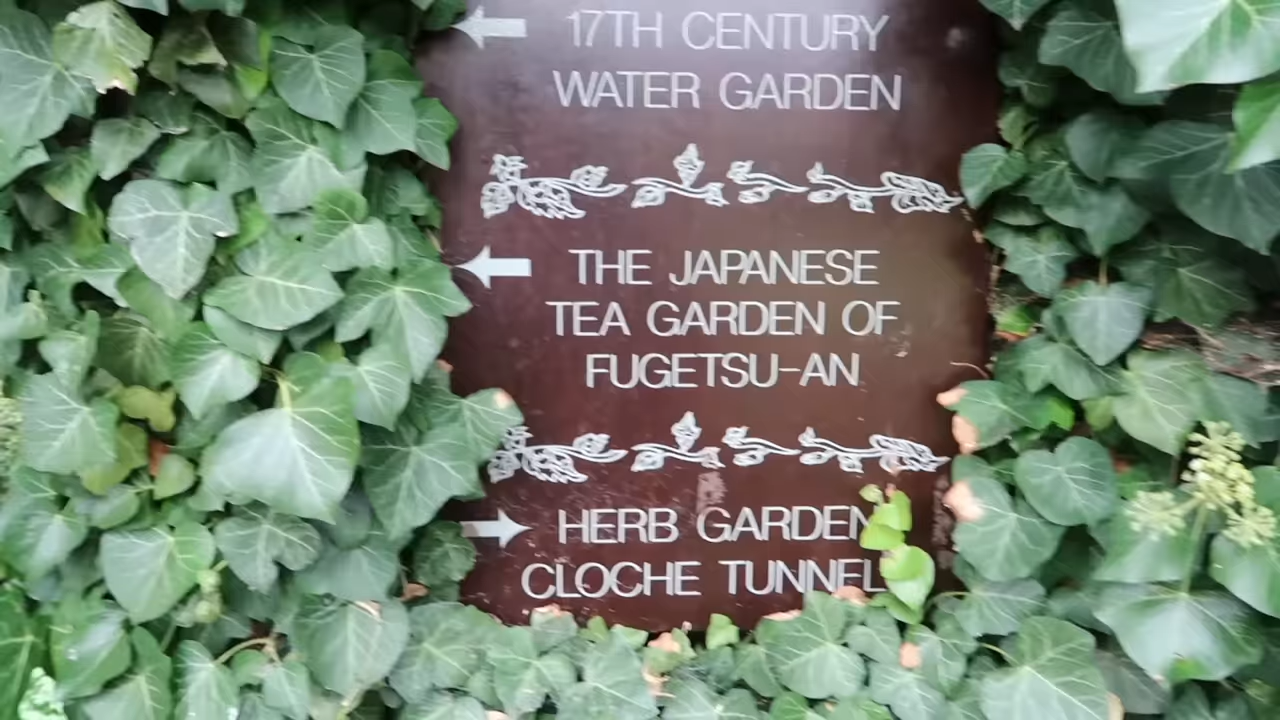 17TH CENTURY
WATER GARDEN
THE JAPANESE
TEA GARDEN OF
FUGETSU-AN
HERB GARDEN
CLOCHE TUNNEL